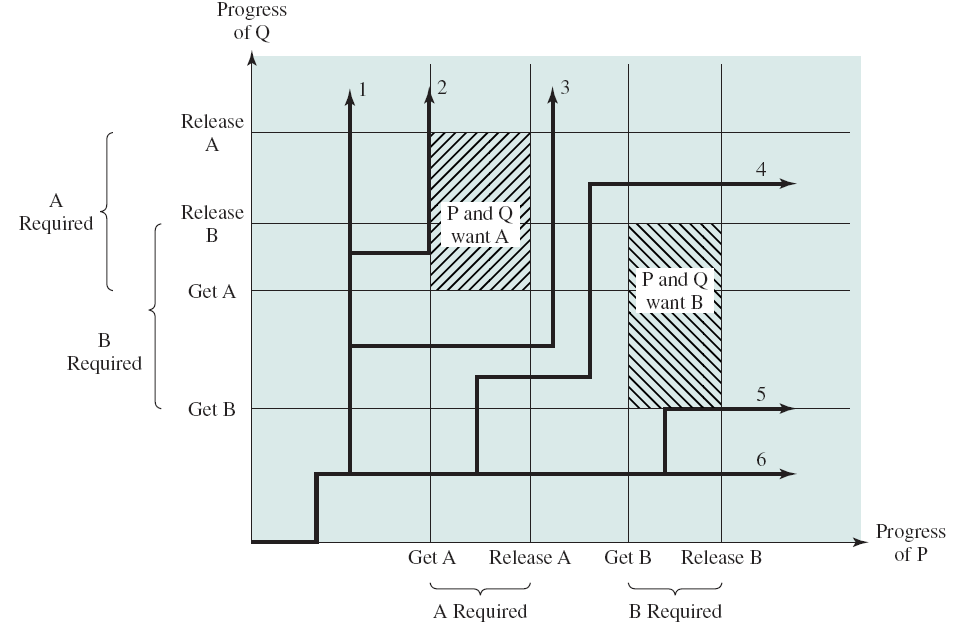 Progress
of Q
1
2
3
Release
A
4
A
Required
Release
B
P and Q
want A
P and Q
want B
Get A
B
Required
5
Get B
6
Progress
of P
Get A
Release A
Get B
Release B
A Required
B Required